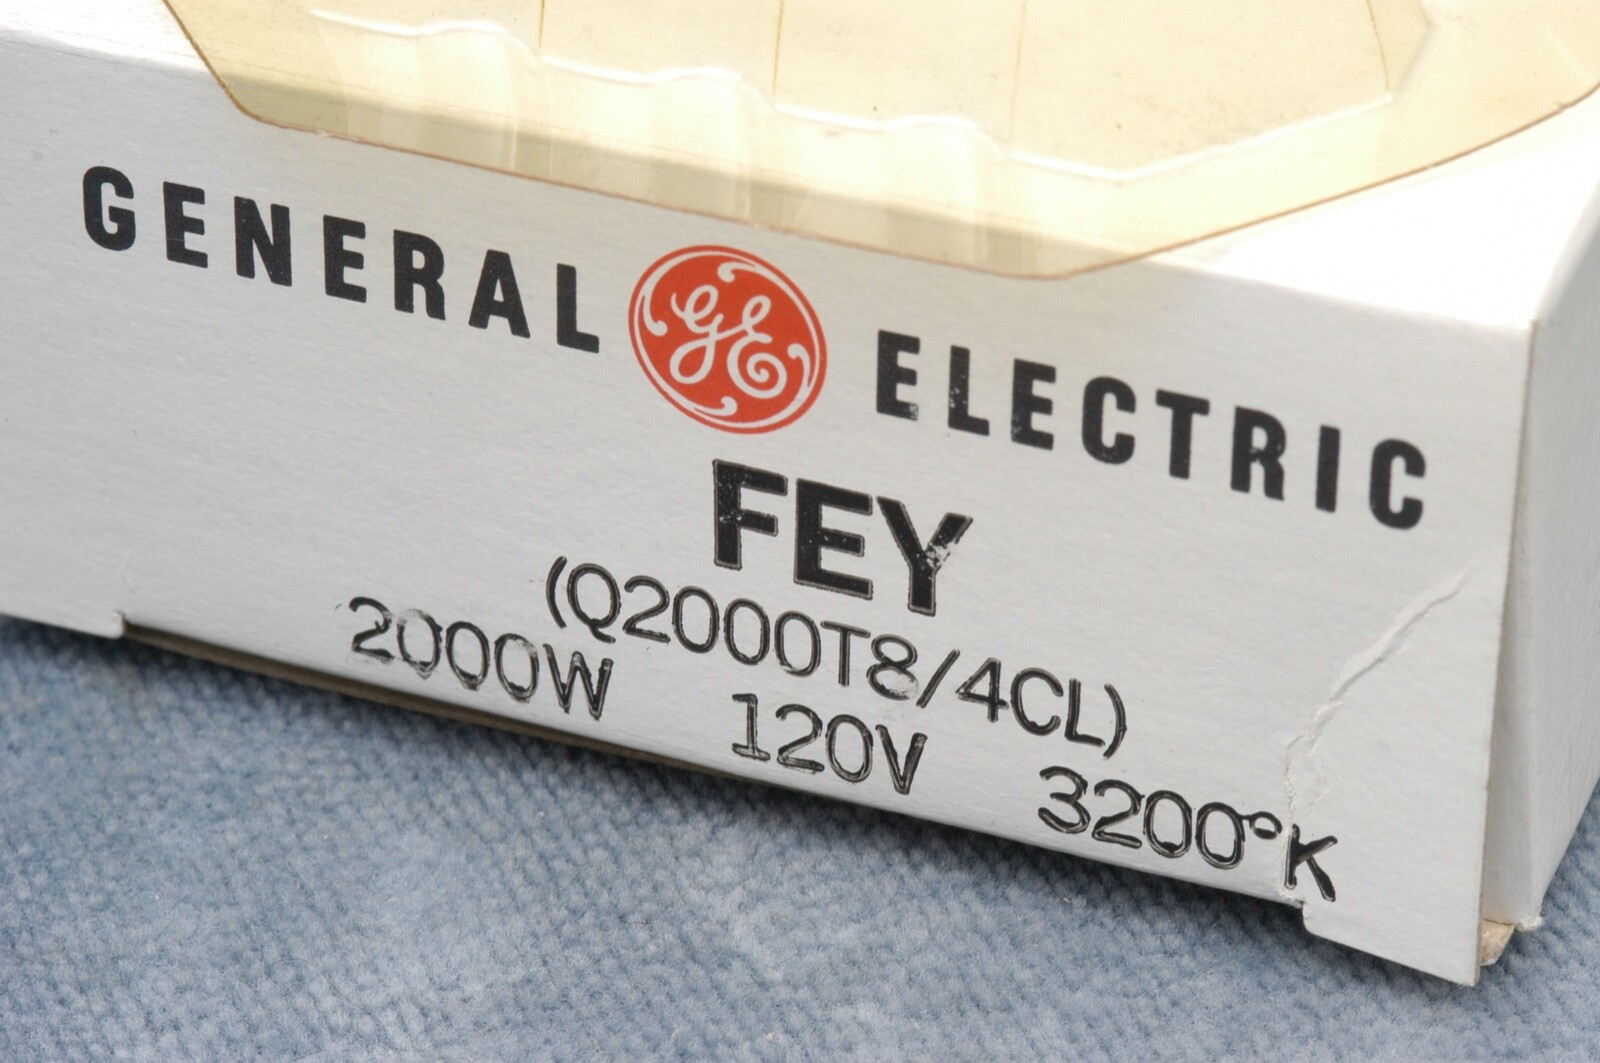 GENERAL GE ELECTRIC
FEY
(Q2000T8/4CL)
2000W 120V 3200°K